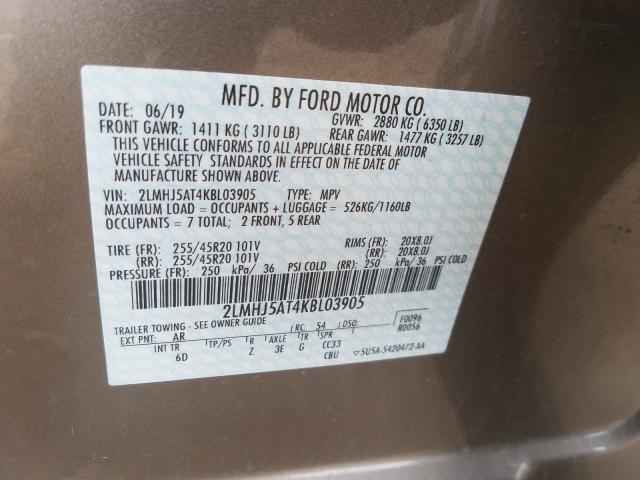 MFD. BY FORD MOTOR CO.
DATE: 06/19 GVWR: 2880 KG ( 6350 LB)
FRONT GAWR: 1411 KG ( 3110 LB) REAR GAWR: 1477 KG ( 3257 LB)
THIS VEHICLE CONFORMS TO ALL APPLICABLE FEDERAL MOTOR
VEHICLE SAFETY STANDARDS IN EFFECT ON THE DATE OF
MANUFACTURE SHOWN ABOVE.
VIN: 2LMHJ5AT4KBL03905 TYPE: MPV
MAXIMUM LOAD = OCCUPANTS + LUGGAGE = 526KG/1160LB
OCCUPANTS = 7 TOTAL; 2 FRONT, 5 REAR
TIRE (FR): 255/45R20 101V RIMS (FR): 20X8.0J
(RR): 255/45R20 101V (RR): 20X8.0J
PRESSURE (FR): 250 kPa/ 36 PSI COLD (RR): 250 kPa/ 36 PSI COLD
2LMHJ5AT4KBL03905
TRAILER TOWING - SEE OWNER GUIDE
EXT PNT: AR RC: 54 DSO: F0096
R0056
INT TR TP/PS R AXLE TR SPR
6D Z 3E G CC33
CBU 5U5A-5420472-AA